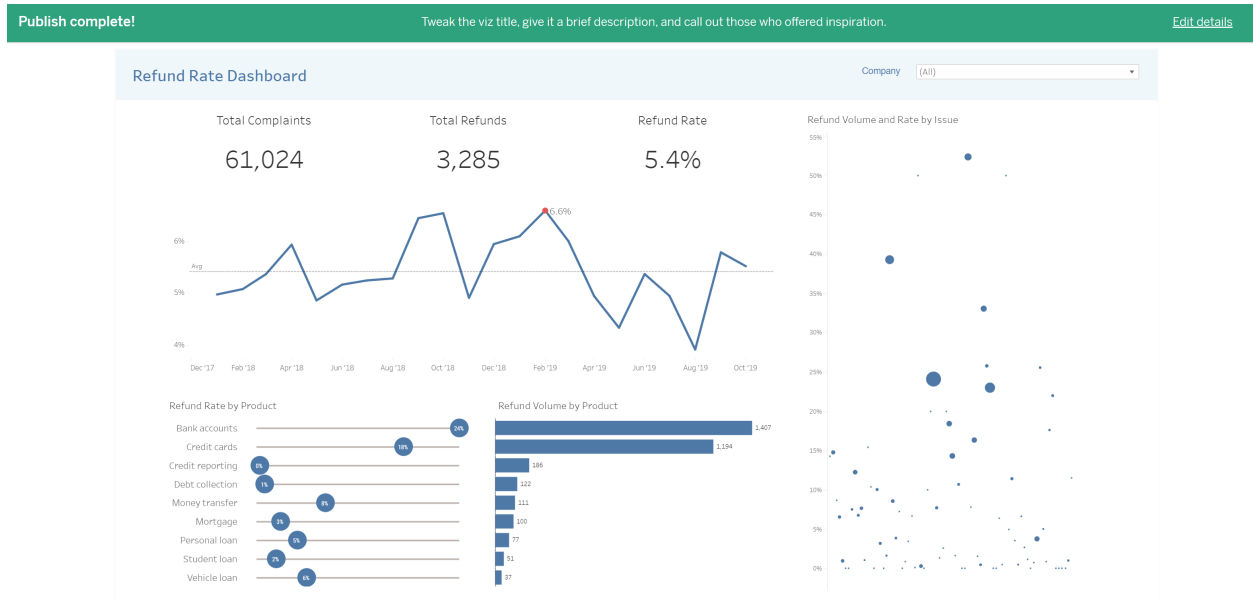 Publish complete!
Tweak the viz title, give it a brief description, and call out those who offered inspiration.
Edit details
Refund Rate Dashboard
Company
(All)
Total Complaints
Total Refunds
Refund Rate
61,024
3,285
5.4%
6.6%
6%
Avg
5%
4%
Dec '17 Feb '18 Apr '18 Jun '18 Aug '18 Oct '18 Dec '18 Feb '19 Apr '19 Jun '19 Aug '19 Oct '19
Refund Rate by Product
Bank accounts 24%
Credit cards 18%
Credit reporting 0%
Debt collection 1%
Money transfer 8%
Mortgage 3%
Personal loan 5%
Student loan 2%
Vehicle loan 6%
Refund Volume by Product
1,407
1,194
186
122
111
100
77
51
37
Refund Volume and Rate by Issue
55%
50%
45%
40%
35%
30%
25%
20%
15%
10%
5%
0%